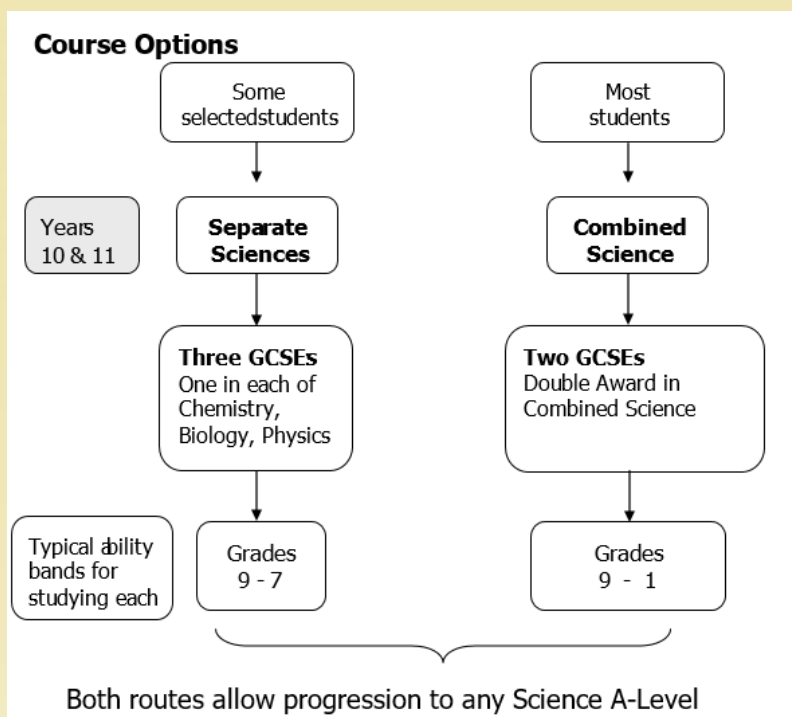 Course Options
Some
selectedstudents
Most
students
Years
10 & 11
Separate
Sciences
Combined
Science
Three GCSEs
One in each of
Chemistry,
Biology, Physics
Two GCSEs
Double Award in
Combined Science
Typical ability
bands for
studying each
Grades
9 - 7
Grades
9 - 1
Both routes allow progression to any Science A-Level